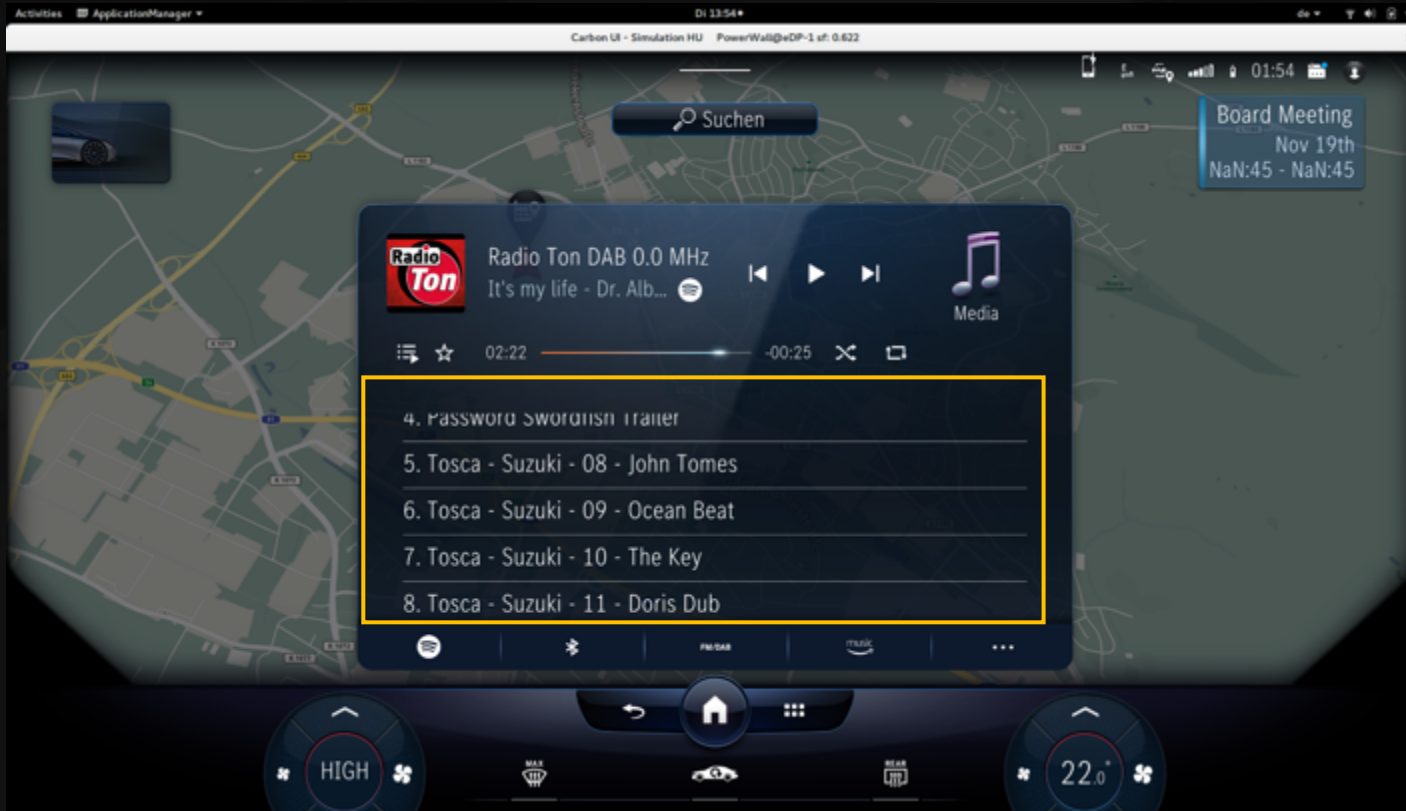 Activities ApplicationManager
Di 13:54
de
Carbon UI - Simulation HU PowerWall@eDP-1 sf: 0.622
01:54
Suchen
Board Meeting
Nov 19th
NaN:45 - NaN:45
Radio Ton
Radio Ton DAB 0.0 MHz
It's my life - Dr. Alb...
Media
02:22 -00:25
4. Password Swordfish Trailer
5. Tosca - Suzuki - 08 - John Tomes
6. Tosca - Suzuki - 09 - Ocean Beat
7. Tosca - Suzuki - 10 - The Key
8. Tosca - Suzuki - 11 - Doris Dub
FM/DAB
music
...
HIGH
MAX
REAR
22.0°